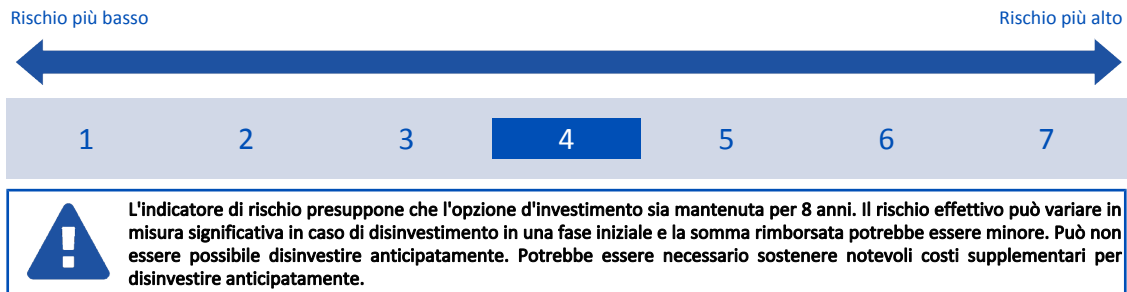 Rischio più basso Rischio più alto
1 2 3 4 5 6 7
L'indicatore di rischio presuppone che l'opzione d'investimento sia mantenuta per 8 anni. Il rischio effettivo può variare in
misura significativa in caso di disinvestimento in una fase iniziale e la somma rimborsata potrebbe essere minore. Può non
essere possibile disinvestire anticipatamente. Potrebbe essere necessario sostenere notevoli costi supplementari per
disinvestire anticipatamente.